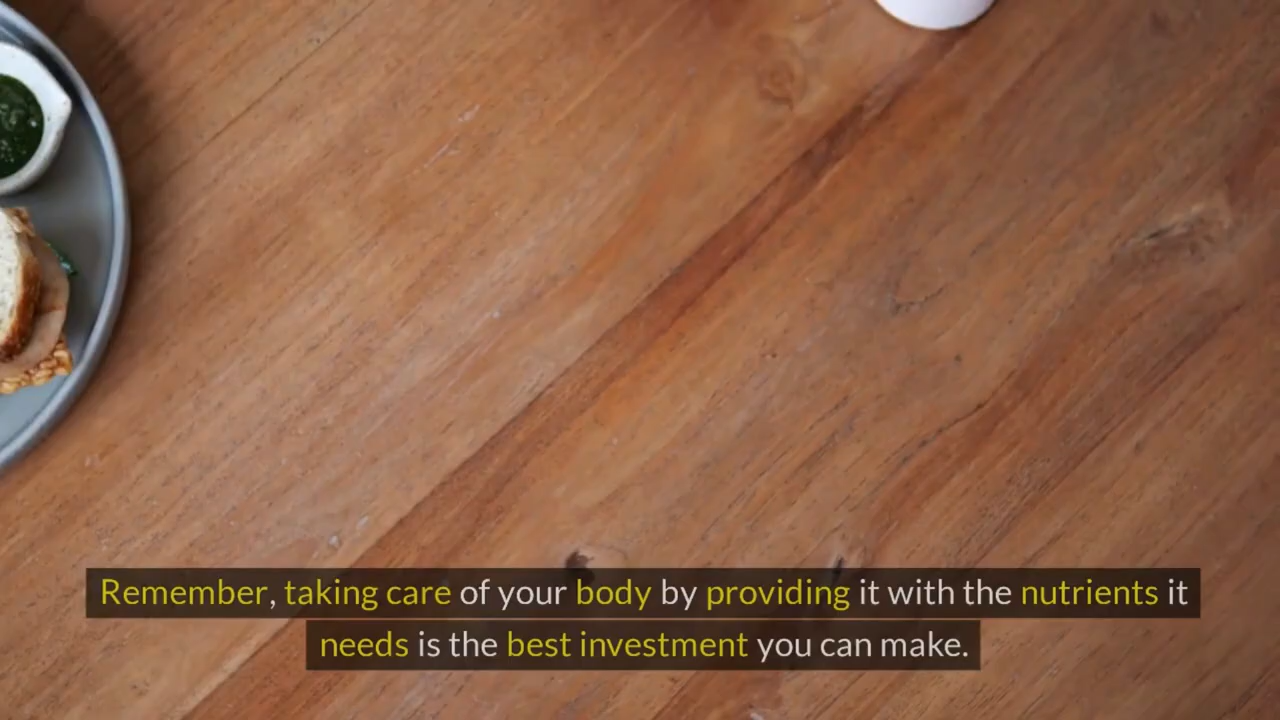 Remember, taking care of your body by providing it with the nutrients it
needs is the best investment you can make.